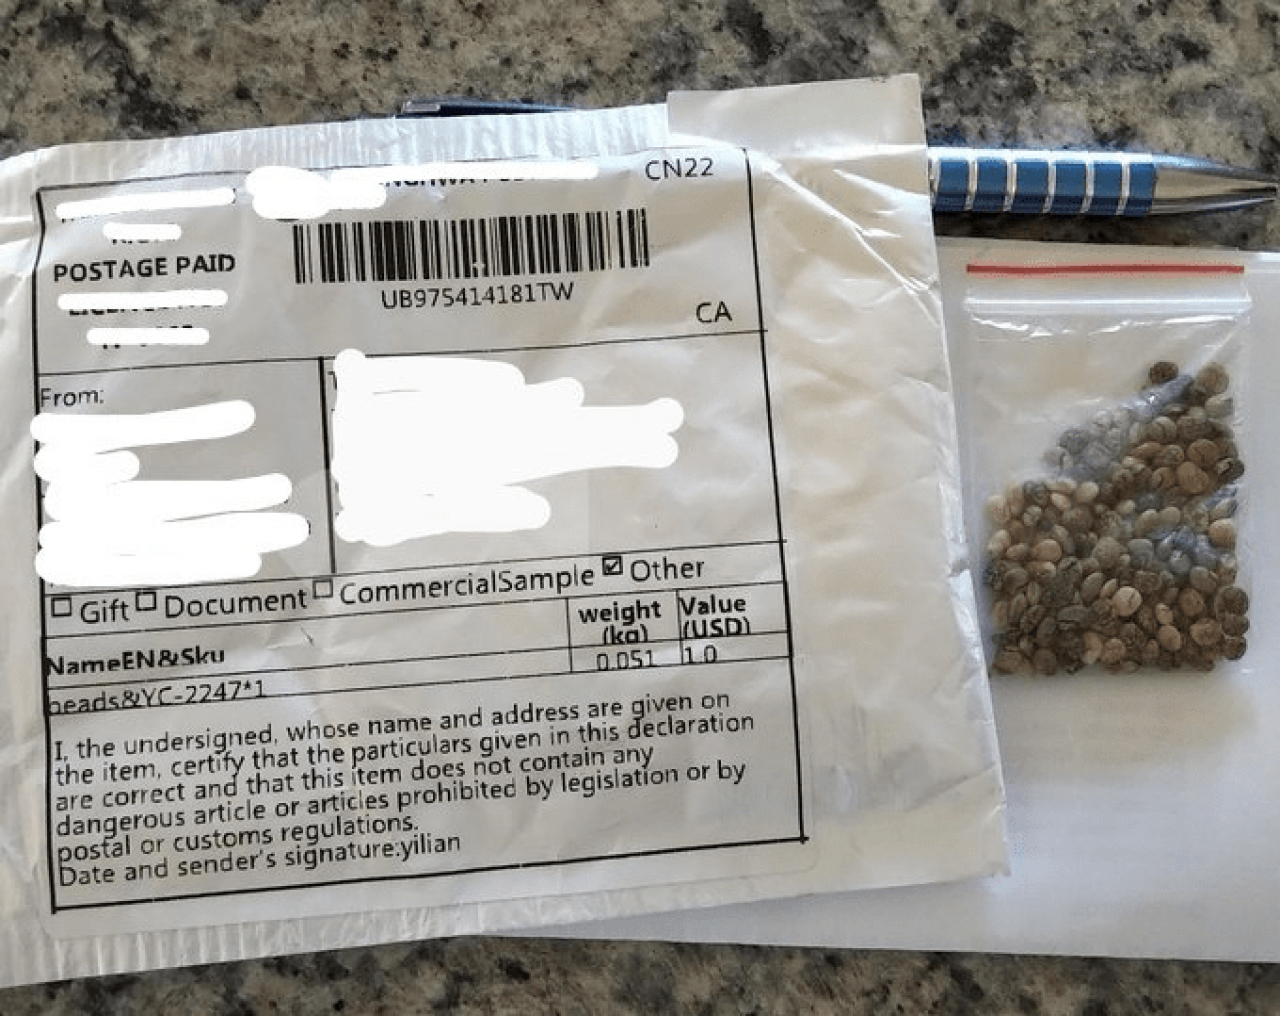 CN22
POSTAGE PAID
UB975414181TW
CA
From:
Gift Document CommercialSample Other
weight (kg) Value (USD)
NameEN&Sku
0.051 1.0
beads&YC-2247*1
I, the undersigned, whose name and address are given on
the item, certify that the particulars given in this declaration
are correct and that this item does not contain any
dangerous article or articles prohibited by legislation or by
postal or customs regulations.
Date and sender's signature:yilian